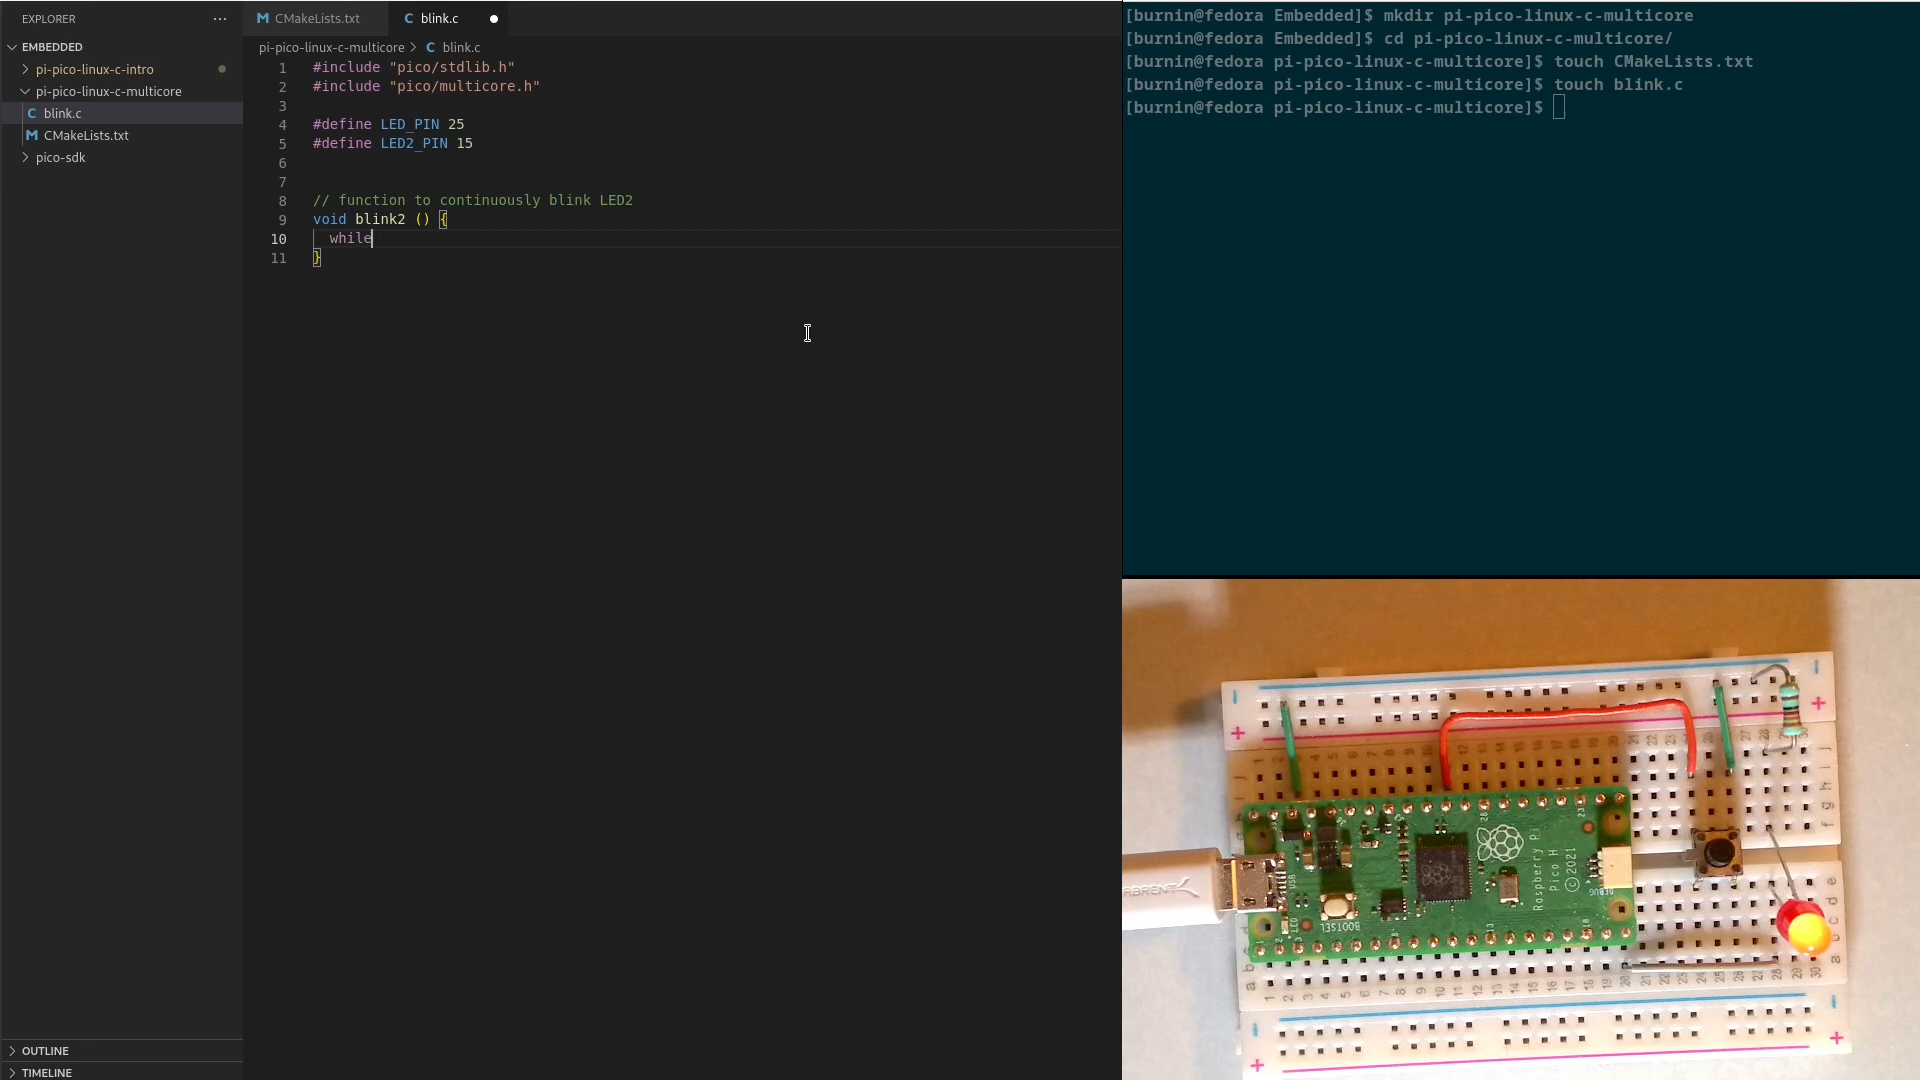 EXPLORER
EMBEDDED
pi-pico-linux-c-intro
pi-pico-linux-c-multicore
blink.c
CMakeLists.txt
pico-sdk
OUTLINE
TIMELINE
CMakeLists.txt
blink.c
pi-pico-linux-c-multicore > C blink.c
1 #include "pico/stdlib.h"
2 #include "pico/multicore.h"
3
4 #define LED_PIN 25
5 #define LED2_PIN 15
6
7
8 // function to continuously blink LED2
9 void blink2 () {
10 while
11 }
[burnin@fedora Embedded]$ mkdir pi-pico-linux-c-multicore
[burnin@fedora Embedded]$ cd pi-pico-linux-c-multicore/
[burnin@fedora pi-pico-linux-c-multicore]$ touch CMakeLists.txt
[burnin@fedora pi-pico-linux-c-multicore]$ touch blink.c
[burnin@fedora pi-pico-linux-c-multicore]$
Raspberry Pi
Pico H
© 2021
DEBUG
USB
LED
BOOTSEL